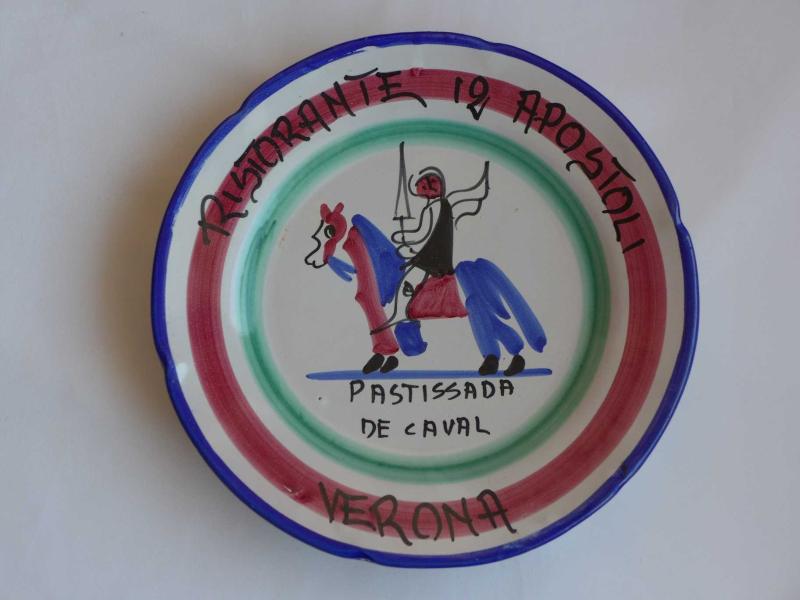 RISTORANTE 12 APOSTOLI
PASTISSADA
DE CAVAL
VERONA